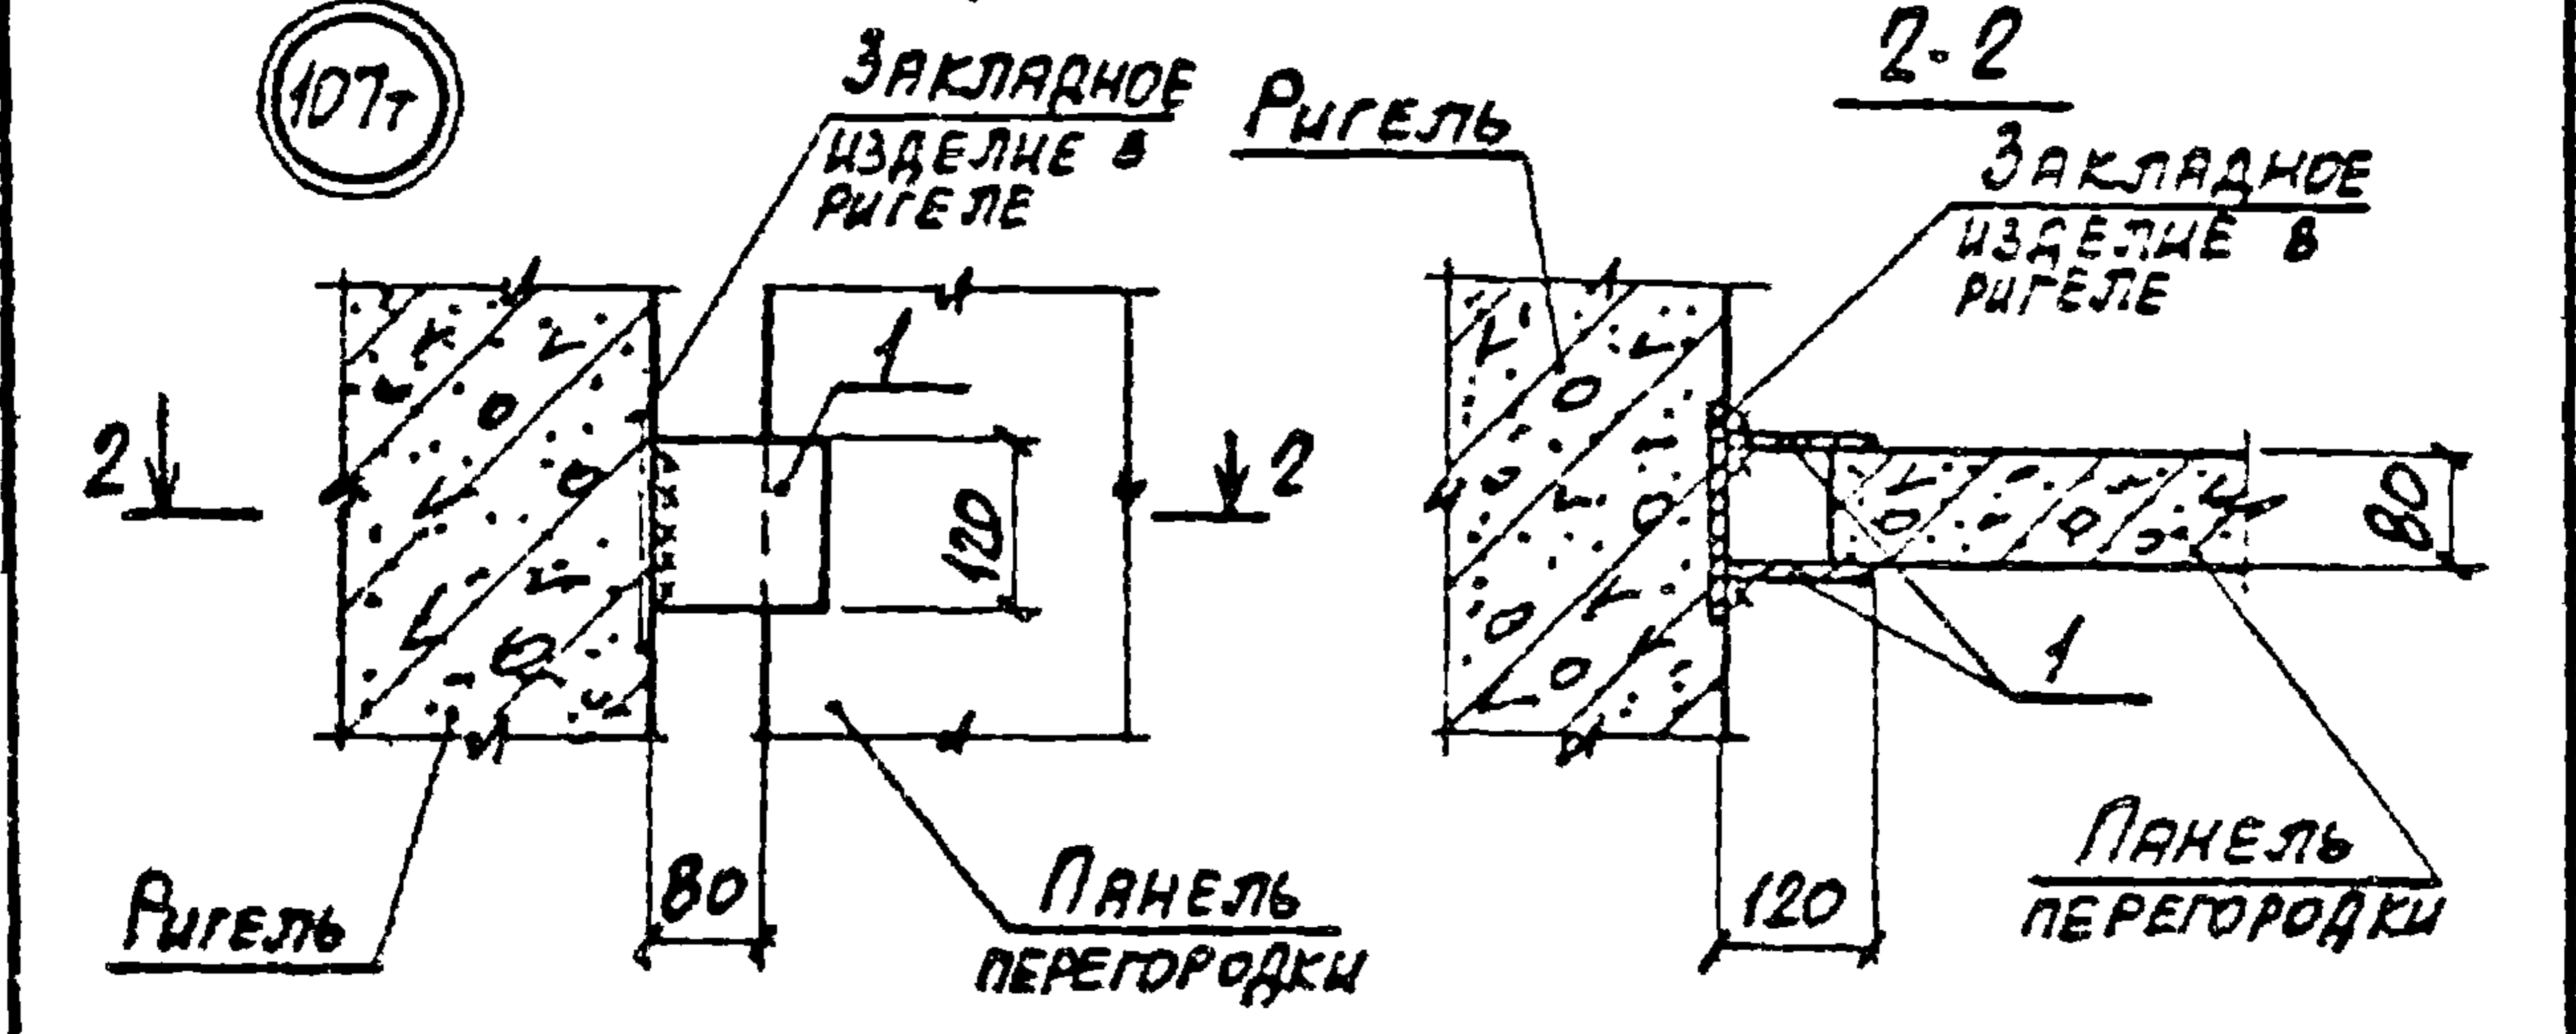 107т
Закладное
изделие в
ригеле
1
2
2
120
80
Ригель
Панель
перегородки
2-2
Ригель
Закладное
изделие в
ригеле
80
1
120
Панель
перегородки